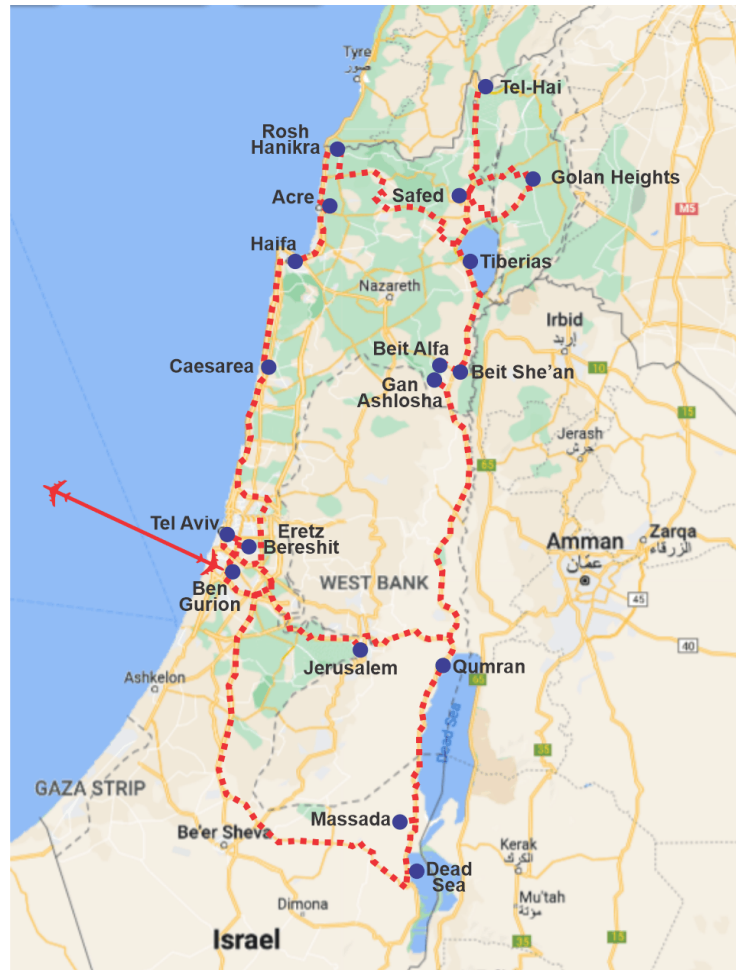 Tyre
صور
Tel-Hai
Rosh
Hanikra
Golan Heights
Safed
Acre
M5
Haifa
Tiberias
Nazareth
Irbid
إربد
Beit Alfa
Caesarea
Beit She'an
10
Gan
Ashlosha
15
Jerash
جرش
65
Tel Aviv
Eretz
Bereshit
Zarqa
الزرقاء
Amman
عمان
WEST BANK
Ben
Gurion
45
40
Jerusalem
Qumran
65
Ashkelon
Dead Sea
35
GAZA STRIP
Massada
Be'er Sheva
Kerak
الكرك
Dead
Sea
Mu'tah
مؤتة
Dimona
Israel
35
15